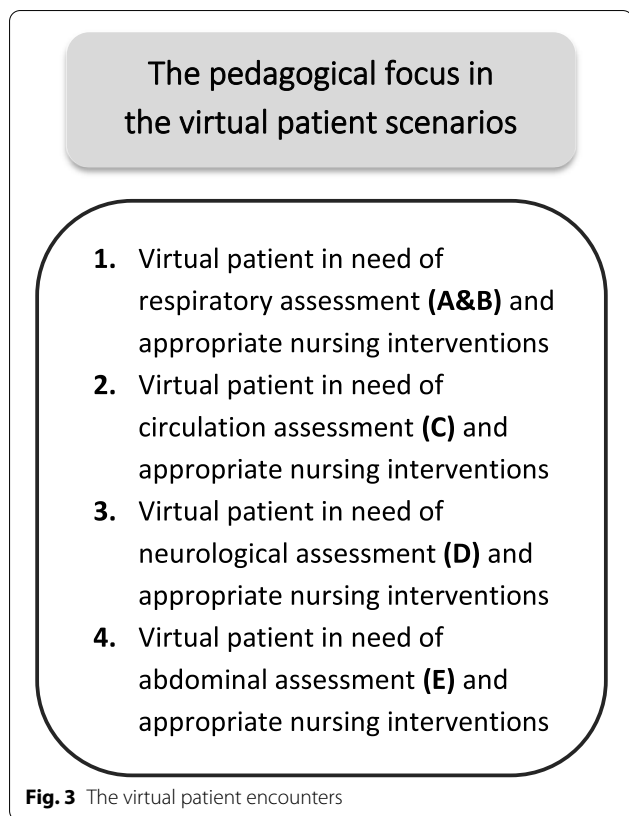 The pedagogical focus in
the virtual patient scenarios
1. Virtual patient in need of
respiratory assessment (A&B) and
appropriate nursing interventions
2. Virtual patient in need of
circulation assessment (C) and
appropriate nursing interventions
3. Virtual patient in need of
neurological assessment (D) and
appropriate nursing interventions
4. Virtual patient in need of
abdominal assessment (E) and
appropriate nursing interventions
Fig. 3 The virtual patient encounters